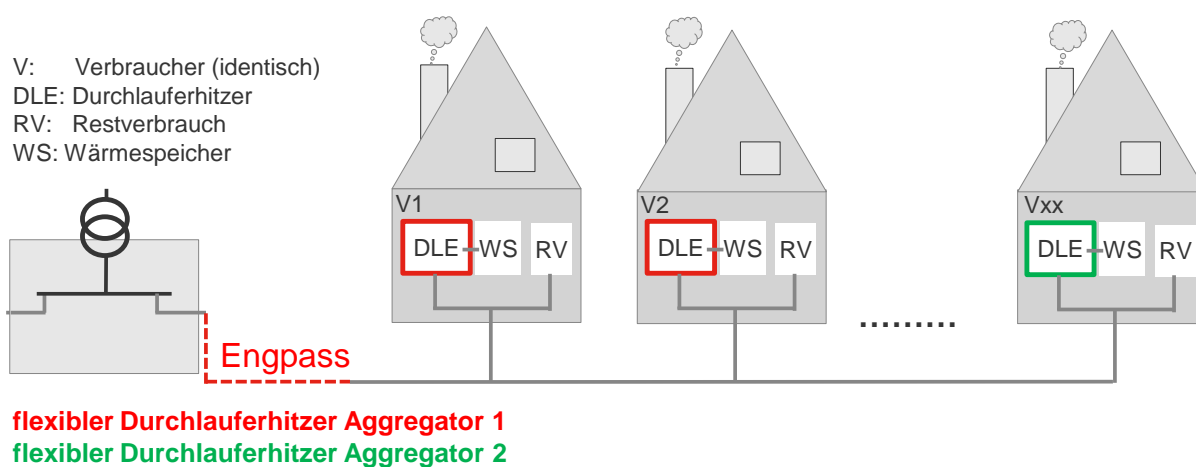 V: Verbraucher (identisch)
DLE: Durchlauferhitzer
RV: Restverbrauch
WS: Wärmespeicher
V1
DLE WS RV
V2
DLE WS RV
.........
Vxx
DLE WS RV
Engpass
flexibler Durchlauferhitzer Aggregator 1
flexibler Durchlauferhitzer Aggregator 2